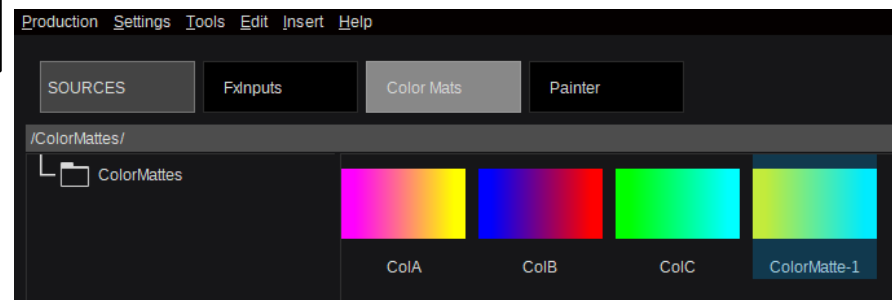 Production Settings Tools Edit Insert Help
SOURCES FxInputs Color Mats Painter
/ColorMattes/
ColorMattes
ColA ColB ColC ColorMatte-1